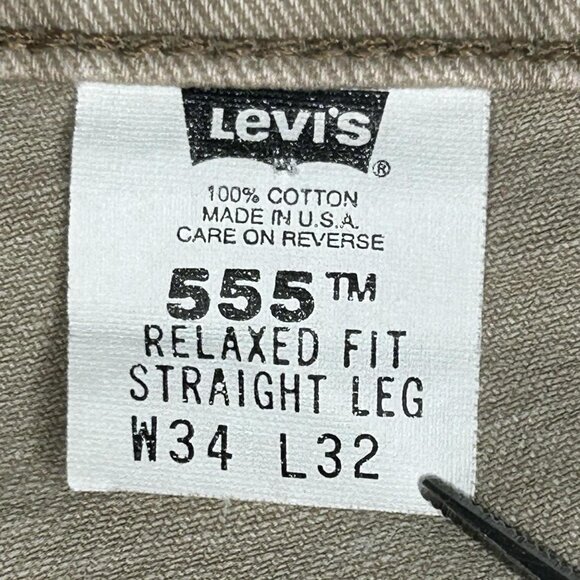 Levi's
®
100% COTTON
MADE IN U.S.A.
CARE ON REVERSE
555™
RELAXED FIT
STRAIGHT LEG
W34 L32